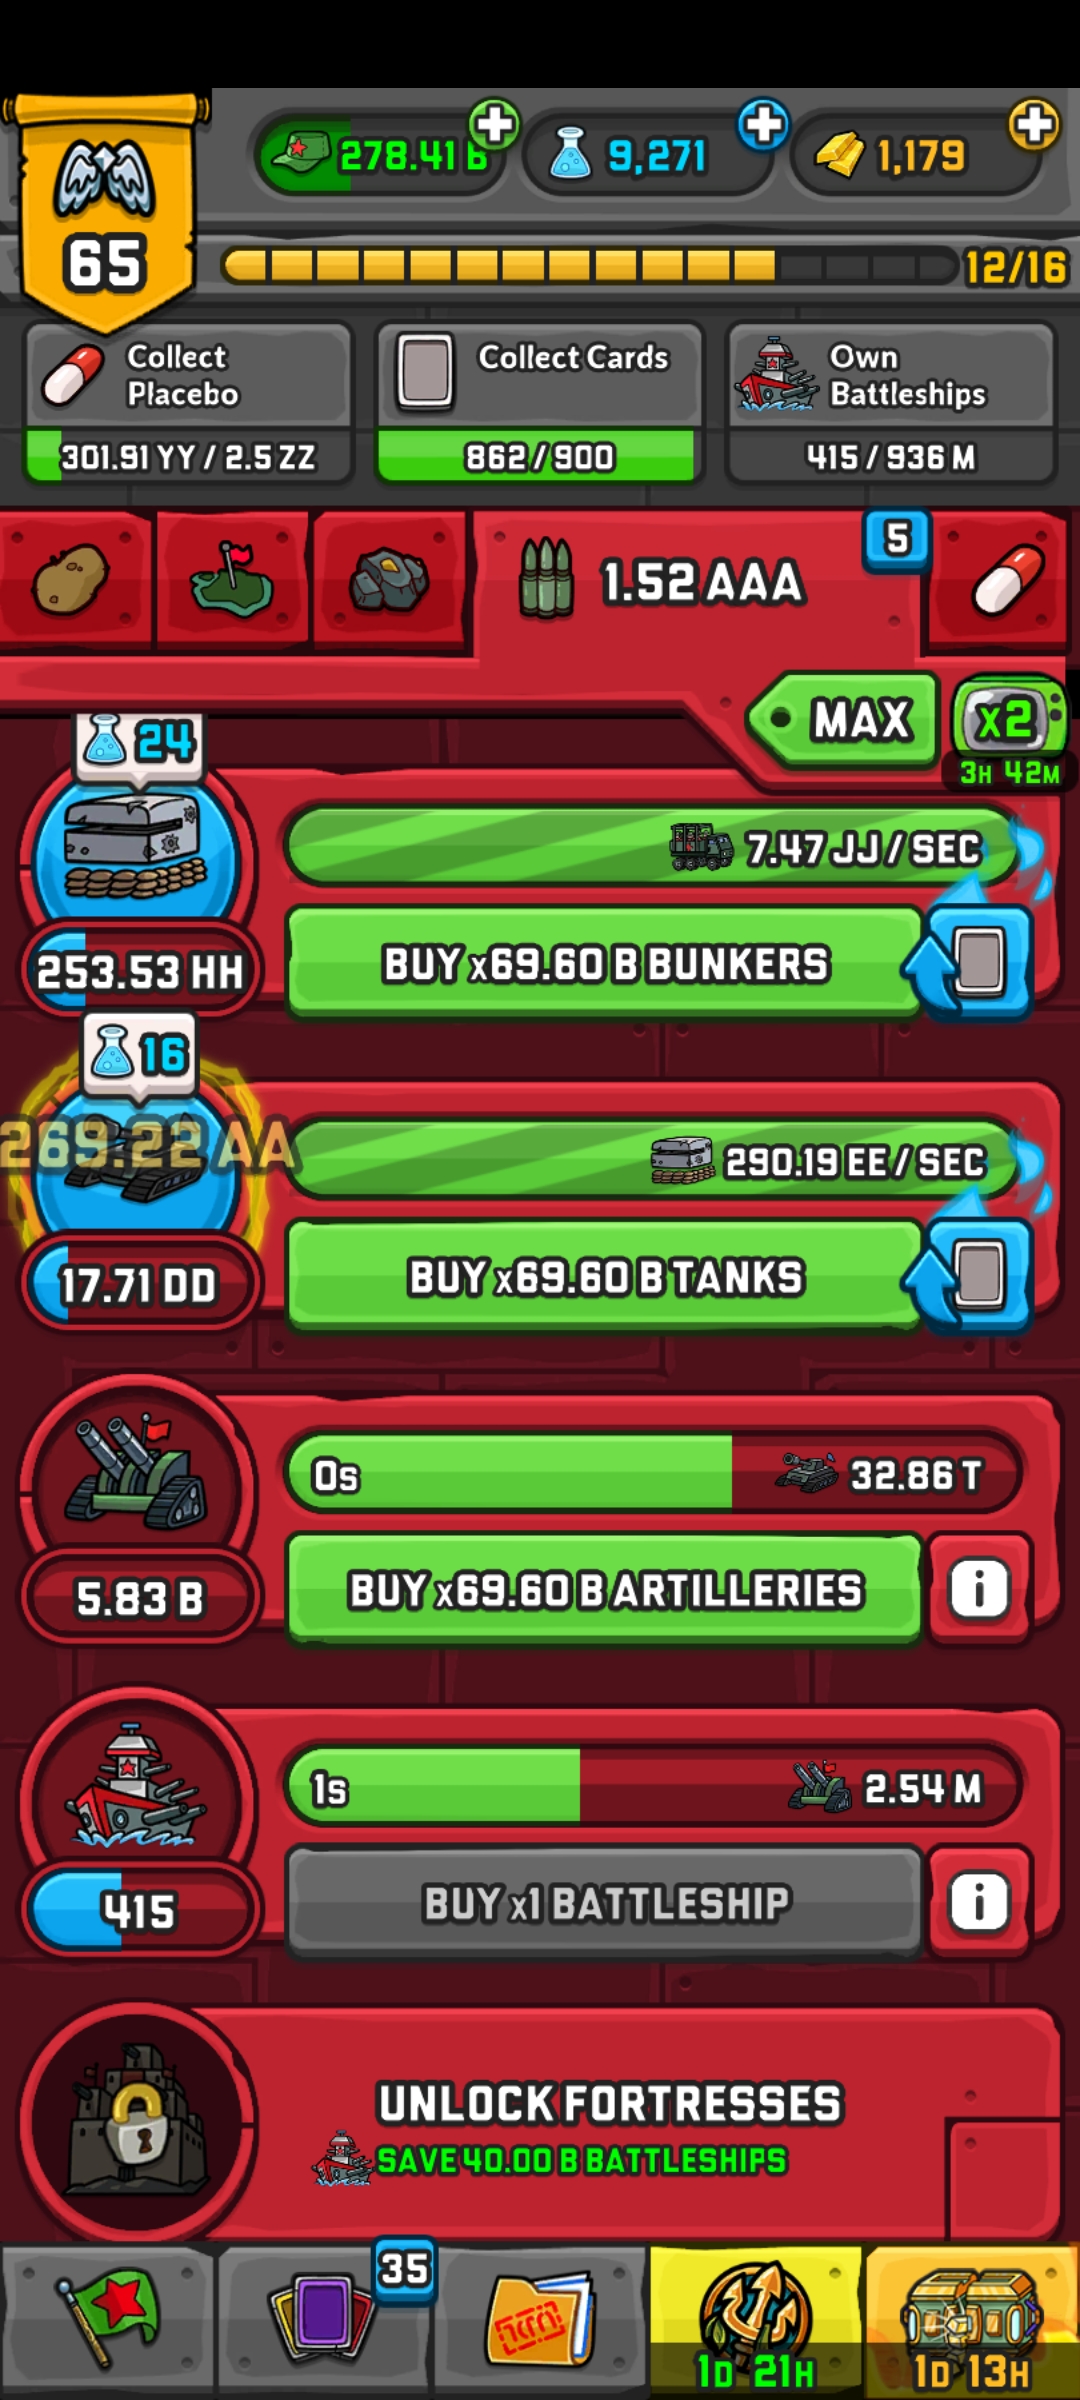 278.41 B
9,271
1,179
65
12/16
Collect
Placebo
Collect Cards
Own
Battleships
301.91 YY / 2.5 ZZ
862/900
415/936 M
1.52 AAA
5
MAX
x2
3H 42M
24
7.47 JJ/SEC
253.53 HH
BUY x69.60 B BUNKERS
16
269.22 AA
290.19 EE/SEC
17.71 DD
BUY x69.60 B TANKS
0s
32.86 T
5.83 B
BUY x69.60 B ARTILLERIES
1s
2.54 M
415
BUY x1 BATTLESHIP
UNLOCK FORTRESSES
SAVE 40.00 B BATTLESHIPS
35
1D 21H
1D 13H